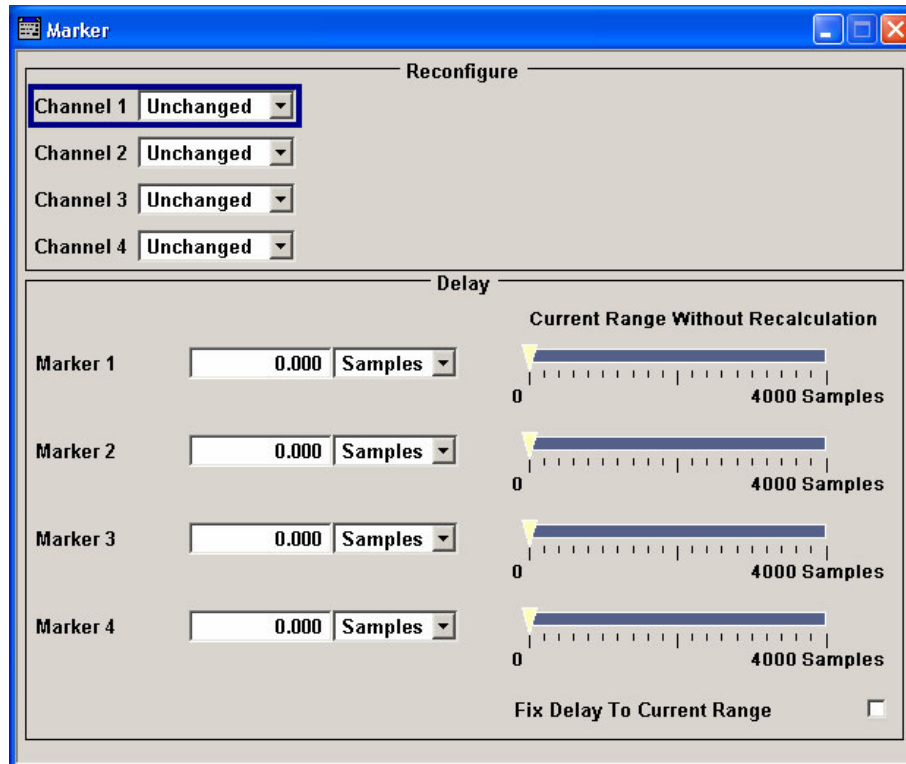 Marker
Reconfigure
Channel 1 Unchanged
Channel 2 Unchanged
Channel 3 Unchanged
Channel 4 Unchanged
Delay
Current Range Without Recalculation
Marker 1 0.000 Samples
0 4000 Samples
Marker 2 0.000 Samples
0 4000 Samples
Marker 3 0.000 Samples
0 4000 Samples
Marker 4 0.000 Samples
0 4000 Samples
Fix Delay To Current Range